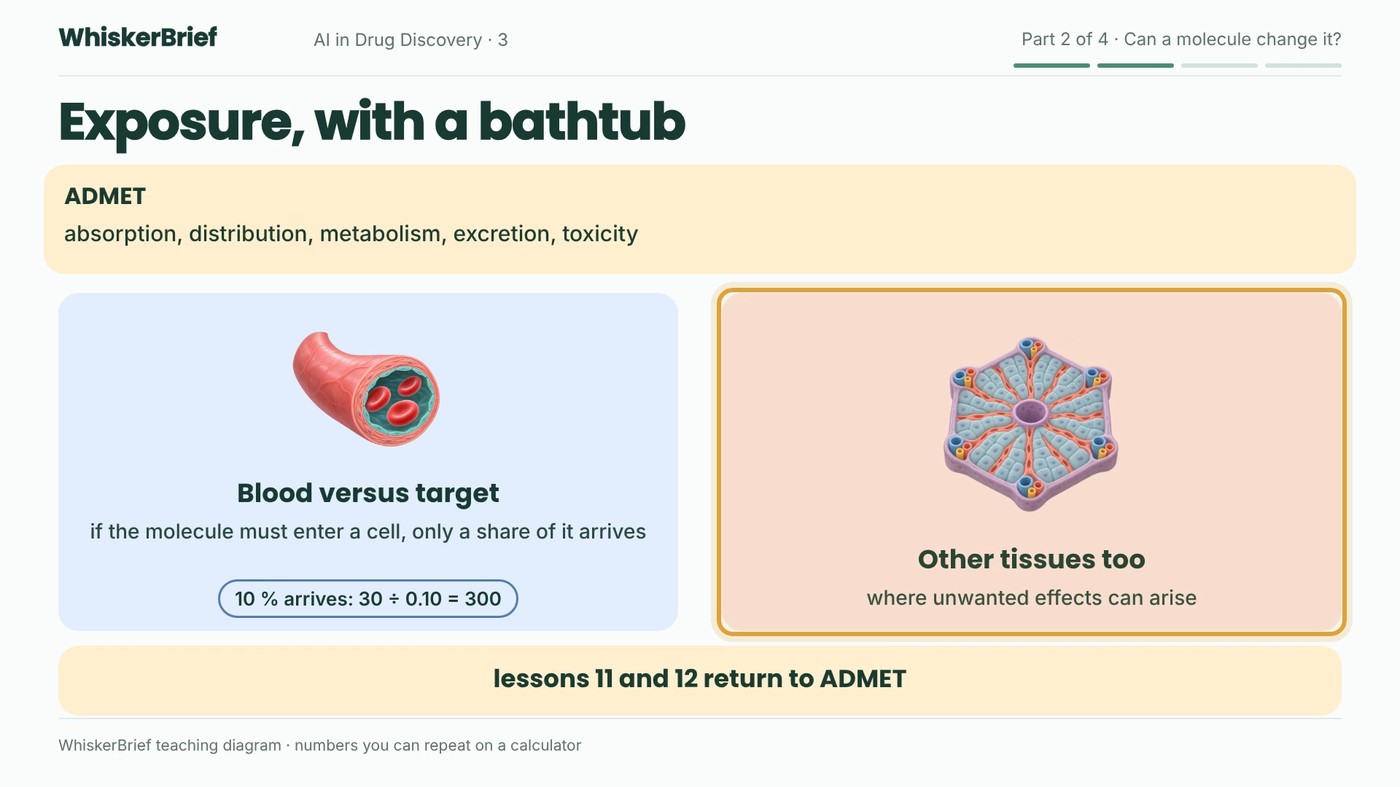 WhiskerBrief
AI in Drug Discovery · 3
Part 2 of 4 · Can a molecule change it?
Exposure, with a bathtub
ADMET
absorption, distribution, metabolism, excretion, toxicity
Blood versus target
if the molecule must enter a cell, only a share of it arrives
10 % arrives: 30 ÷ 0.10 = 300
Other tissues too
where unwanted effects can arise
lessons 11 and 12 return to ADMET
WhiskerBrief teaching diagram · numbers you can repeat on a calculator